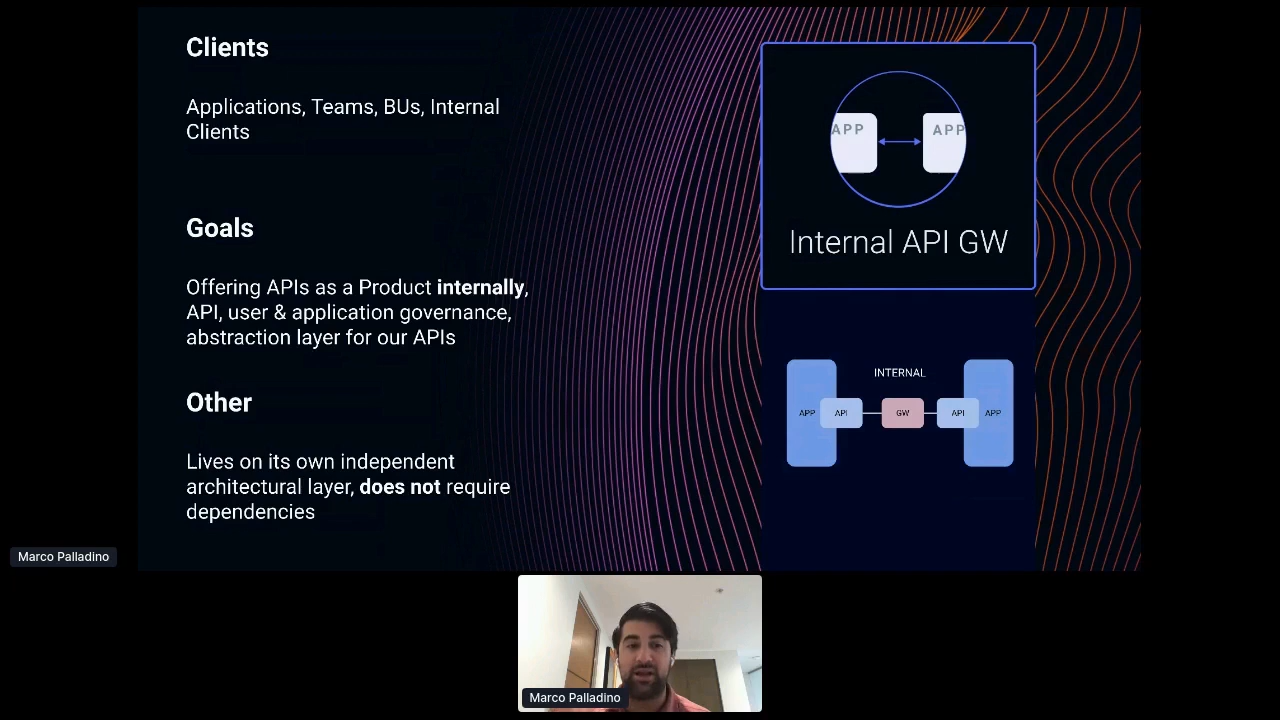 Clients
Applications, Teams, BUs, Internal
Clients
Goals
Offering APIs as a Product internally,
API, user & application governance,
abstraction layer for our APIs
Other
Lives on its own independent
architectural layer, does not require
dependencies
APP
APP
Internal API GW
INTERNAL
APP
API
GW
API
APP
Marco Palladino
Marco Palladino